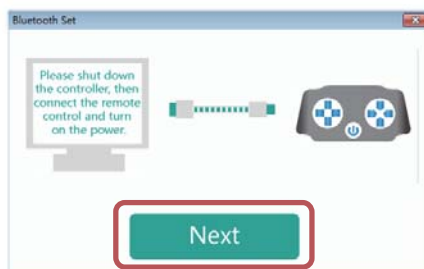 Bluetooth Set
Please shut down
the controller, then
connect the remote
control and turn
on the power.
Next